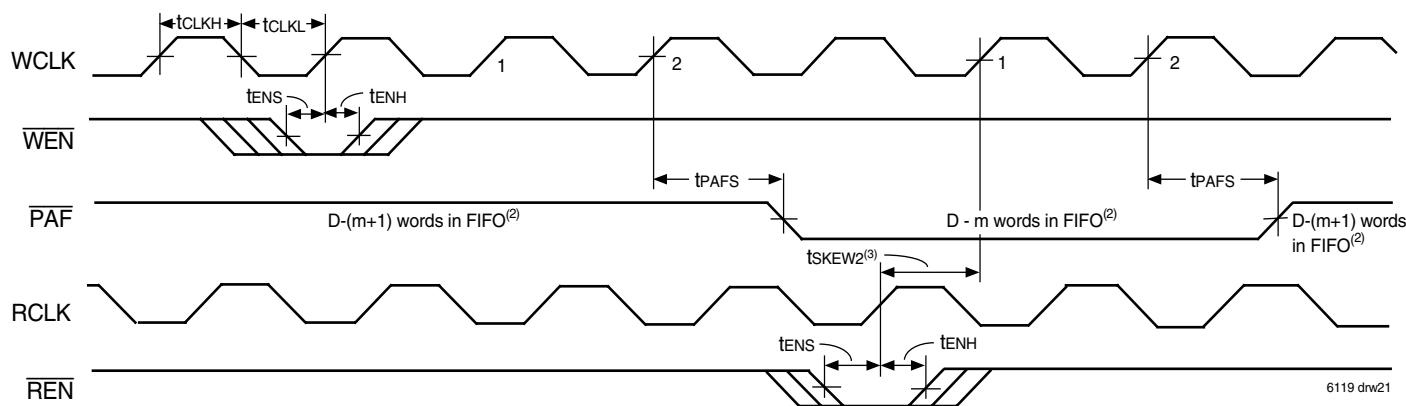 tCLKH tCLKL
WCLK 1 2 1 2
tENS tENH
WEN
tPAFS tPAFS
PAF D-(m+1) words in FIFO(2) D - m words in FIFO(2) D-(m+1) words
in FIFO(2)
tSKEW2(3)
RCLK
tENS tENH
REN
6119 drw21